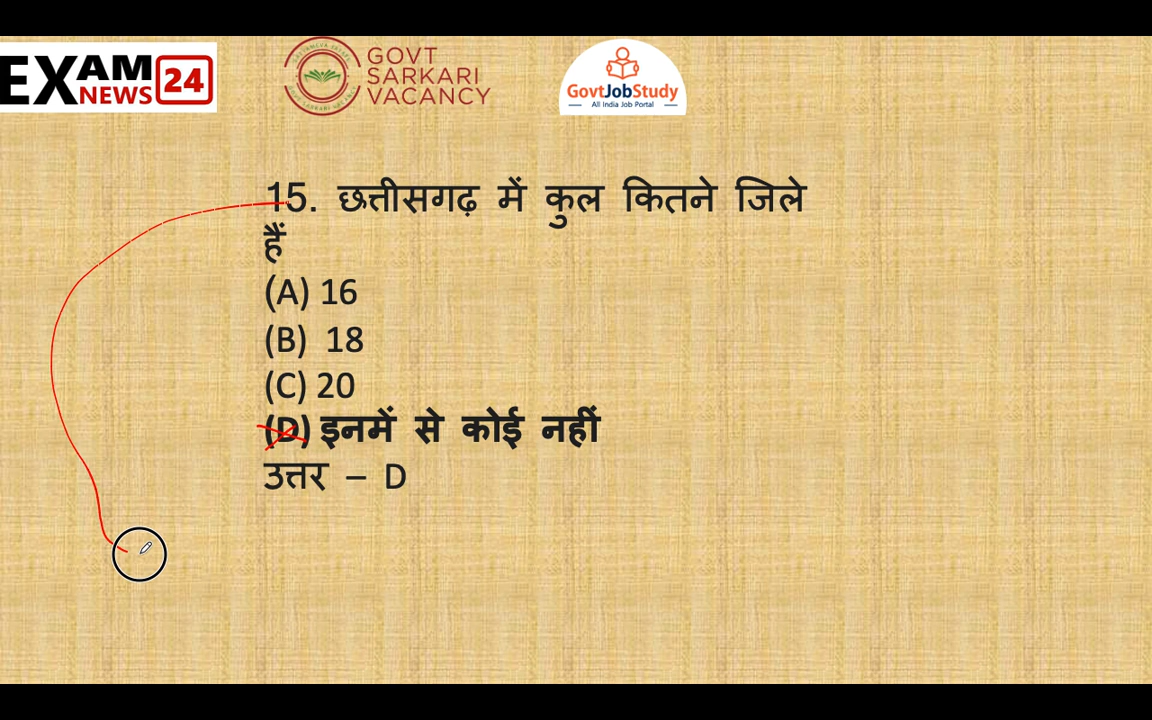 EXAM
NEWS 24
GOVT
SARKARI
VACANCY
GovtJobStudy
All India Job Portal
15. छत्तीसगढ़ में कुल कितने जिले
हैं
(A) 16
(B) 18
(C) 20
(D) इनमें से कोई नहीं
उत्तर – D